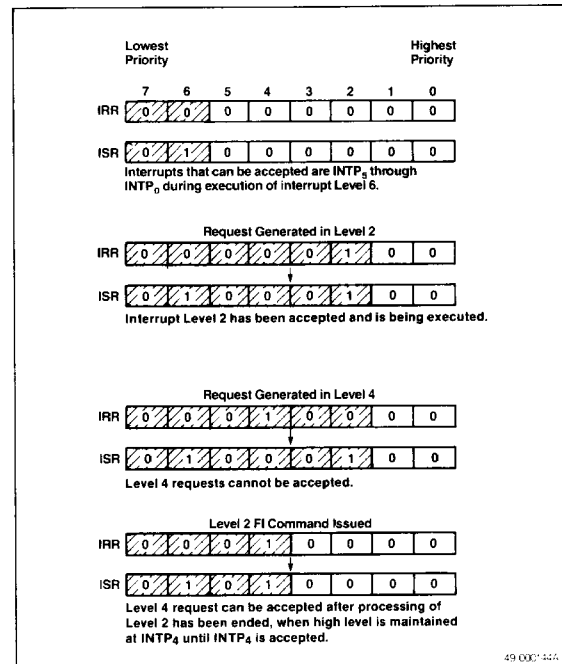 Lowest Priority
Highest Priority
7 6 5 4 3 2 1 0
IRR 0 0 0 0 0 0 0 0
ISR 0 1 0 0 0 0 0 0
Interrupts that can be accepted are INTP5 through
INTP0 during execution of interrupt Level 6.
Request Generated in Level 2
IRR 0 0 0 0 0 1 0 0
ISR 0 1 0 0 0 1 0 0
Interrupt Level 2 has been accepted and is being executed.
Request Generated in Level 4
IRR 0 0 0 1 0 0 0 0
ISR 0 1 0 0 0 1 0 0
Level 4 requests cannot be accepted.
Level 2 FI Command Issued
IRR 0 0 0 1 0 0 0 0
ISR 0 1 0 1 0 0 0 0
Level 4 request can be accepted after processing of
Level 2 has been ended, when high level is maintained
at INTP4 until INTP4 is accepted.